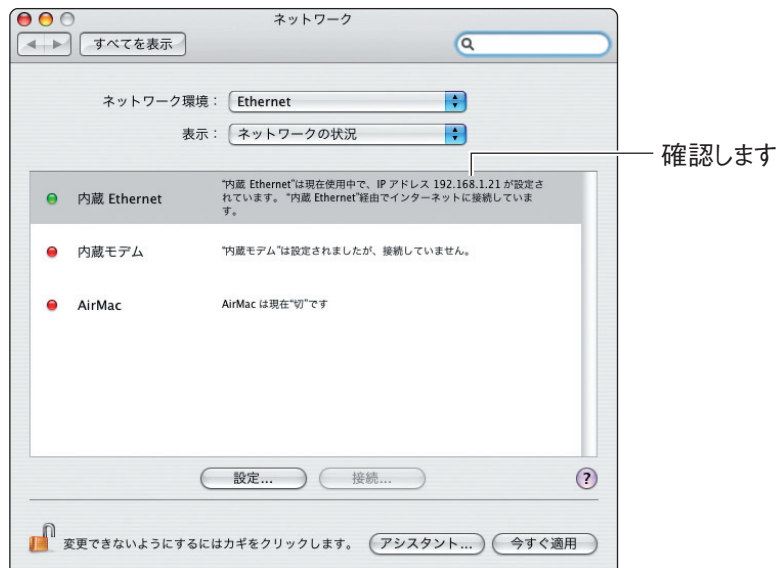 ネットワーク
すべてを表示
ネットワーク環境： Ethernet
表示： ネットワークの状況
確認します
内蔵 Ethernet
“内蔵 Ethernet”は現在使用中で、IP アドレス 192.168.1.21 が設定さ
れています。 “内蔵 Ethernet”経由でインターネットに接続していま
す。
内蔵モデム
“内蔵モデム”は設定されましたが、接続していません。
AirMac
AirMac は現在“切”です
設定...
接続...
?
変更できないようにするにはカギをクリックします。
アシスタント...
今すぐ適用